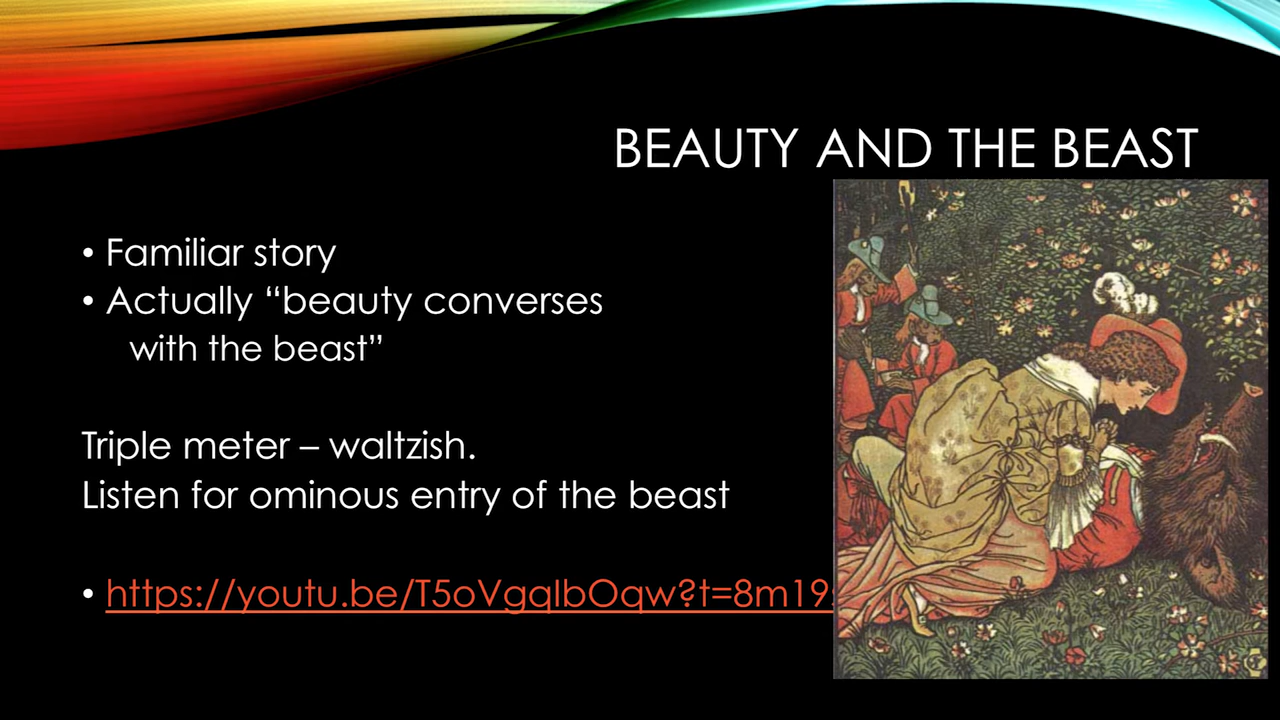 BEAUTY AND THE BEAST
• Familiar story
• Actually “beauty converses
with the beast”
Triple meter – waltzish.
Listen for ominous entry of the beast
• https://youtu.be/T5oVgqIbOqw?t=8m19